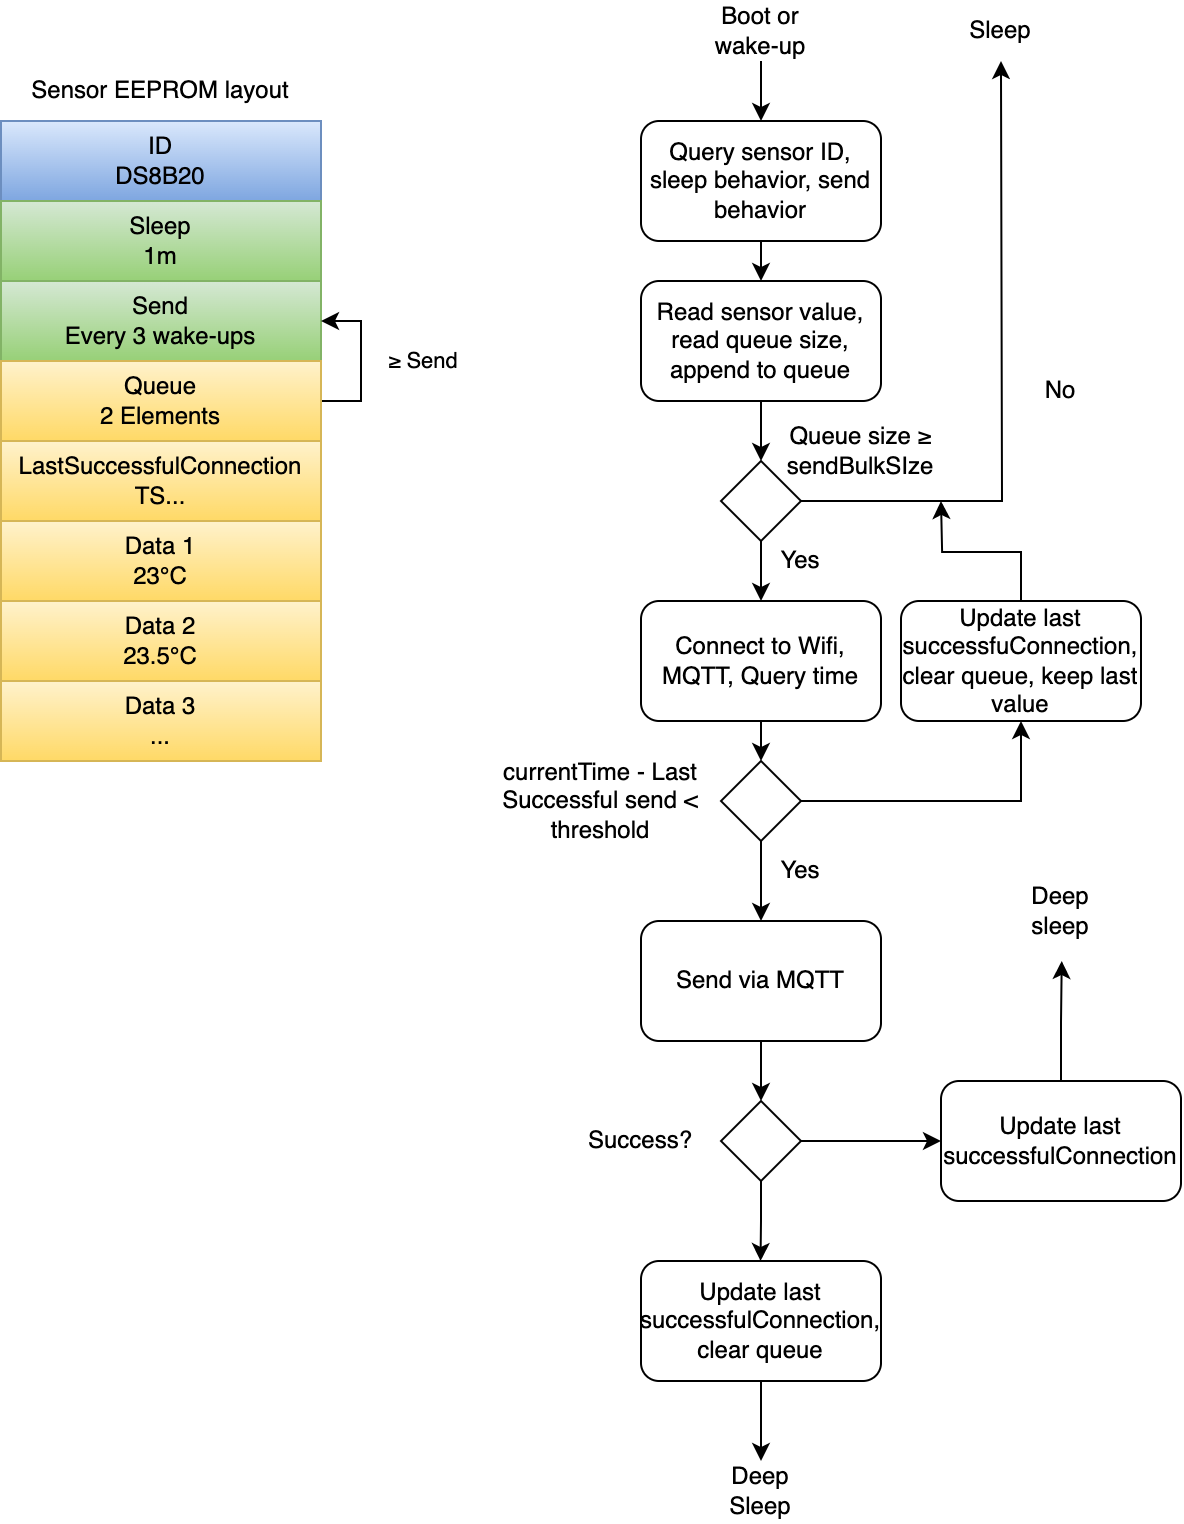 Sensor EEPROM layout
ID
DS8B20
Sleep
1m
Send
Every 3 wake-ups
Queue
2 Elements
LastSuccessfulConnection
TS...
Data 1
23°C
Data 2
23.5°C
Data 3
...
≥ Send
Boot or
wake-up
Sleep
Query sensor ID,
sleep behavior, send
behavior
Read sensor value,
read queue size,
append to queue
No
Queue size ≥
sendBulkSIze
Yes
Connect to Wifi,
MQTT, Query time
Update last
successfuConnection,
clear queue, keep last
value
currentTime - Last
Successful send <
threshold
Yes
Send via MQTT
Deep
sleep
Success?
Update last
successfulConnection
Update last
successfulConnection,
clear queue
Deep
Sleep